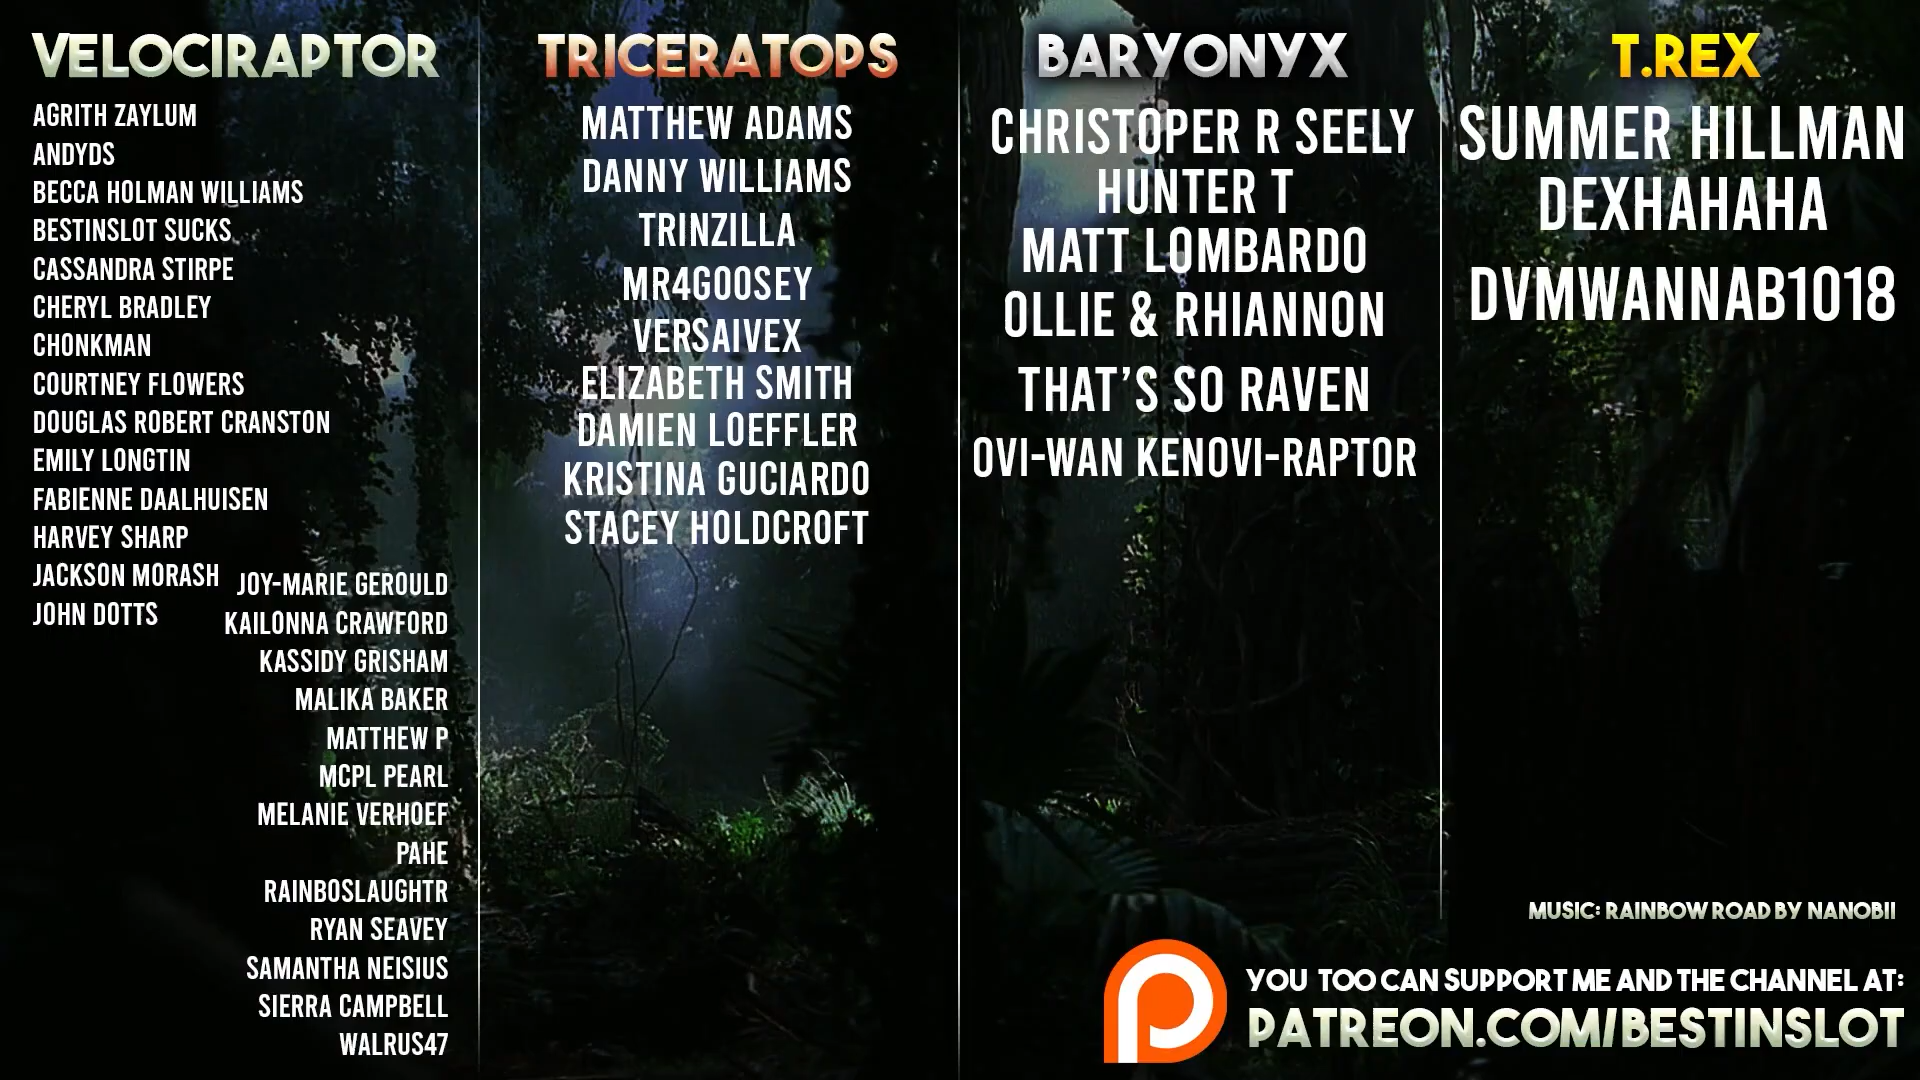 VELOCIRAPTOR
AGRITH ZAYLUM
ANDYDS
BECCA HOLMAN WILLIAMS
BESTINSLOT SUCKS
CASSANDRA STIRPE
CHERYL BRADLEY
CHONKMAN
COURTNEY FLOWERS
DOUGLAS ROBERT CRANSTON
EMILY LONGTIN
FABIENNE DAALHUISEN
HARVEY SHARP
JACKSON MORASH
JOHN DOTTS
JOY-MARIE GEROULD
KAILONNA CRAWFORD
KASSIDY GRISHAM
MALIKA BAKER
MATTHEW P
MCPL PEARL
MELANIE VERHOEF
PAHE
RAINBOSLAUGHTR
RYAN SEAVEY
SAMANTHA NEISIUS
SIERRA CAMPBELL
WALRUS47
TRICERATOPS
MATTHEW ADAMS
DANNY WILLIAMS
TRINZILLA
MR4GOOSEY
VERSAIVEX
ELIZABETH SMITH
DAMIEN LOEFFLER
KRISTINA GUCIARDO
STACEY HOLDCROFT
BARYONYX
CHRISTOPER R SEELY
HUNTER T
MATT LOMBARDO
OLLIE & RHIANNON
THAT'S SO RAVEN
OVI-WAN KENOVI-RAPTOR
T.REX
SUMMER HILLMAN
DEXHAHAHA
DVMWANNAB1018
MUSIC: RAINBOW ROAD BY NANOBII
YOU TOO CAN SUPPORT ME AND THE CHANNEL AT:
PATREON.COM/BESTINSLOT